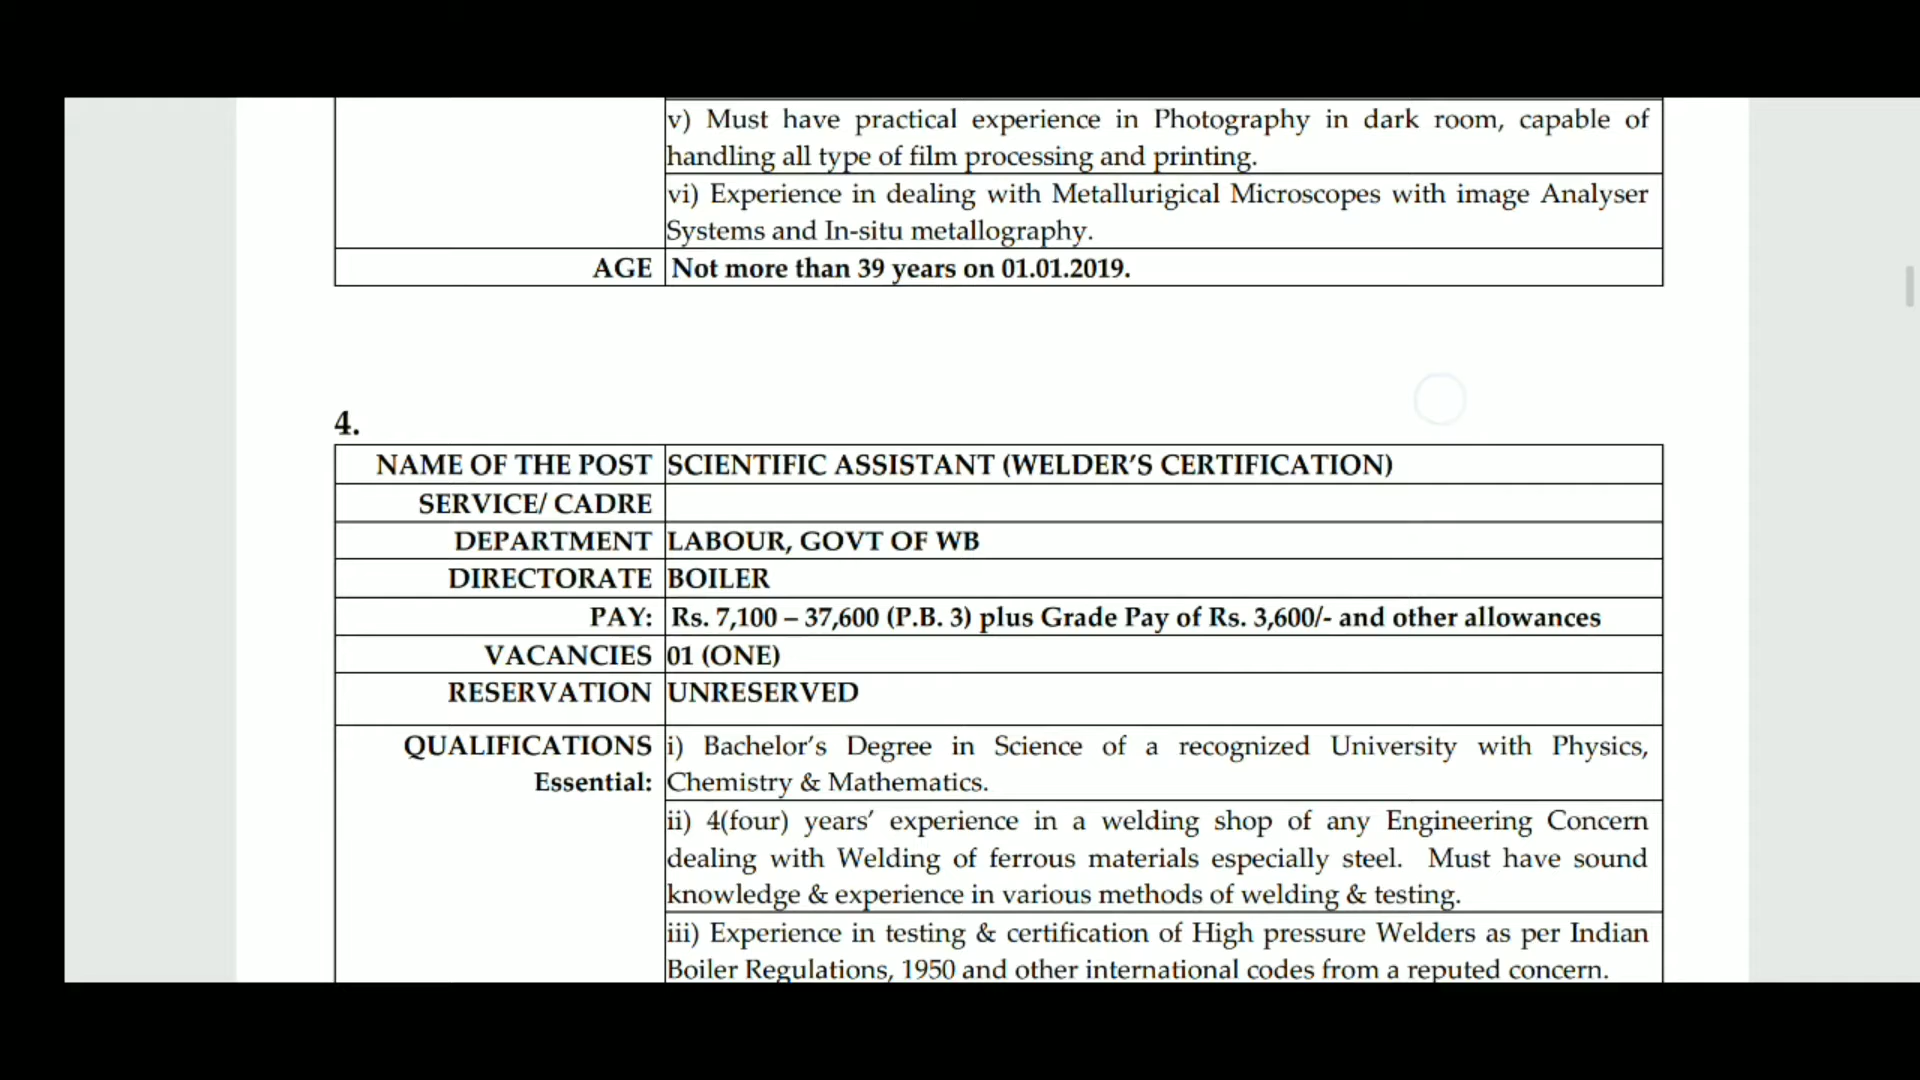 v) Must have practical experience in Photography in dark room, capable of
handling all type of film processing and printing.
vi) Experience in dealing with Metallurigical Microscopes with image Analyser
Systems and In-situ metallography.
AGE Not more than 39 years on 01.01.2019.
4.
NAME OF THE POST SCIENTIFIC ASSISTANT (WELDER’S CERTIFICATION)
SERVICE/ CADRE
DEPARTMENT LABOUR, GOVT OF WB
DIRECTORATE BOILER
PAY: Rs. 7,100 – 37,600 (P.B. 3) plus Grade Pay of Rs. 3,600/- and other allowances
VACANCIES 01 (ONE)
RESERVATION UNRESERVED
QUALIFICATIONS i) Bachelor’s Degree in Science of a recognized University with Physics,
Essential: Chemistry & Mathematics.
ii) 4(four) years’ experience in a welding shop of any Engineering Concern
dealing with Welding of ferrous materials especially steel. Must have sound
knowledge & experience in various methods of welding & testing.
iii) Experience in testing & certification of High pressure Welders as per Indian
Boiler Regulations, 1950 and other international codes from a reputed concern.